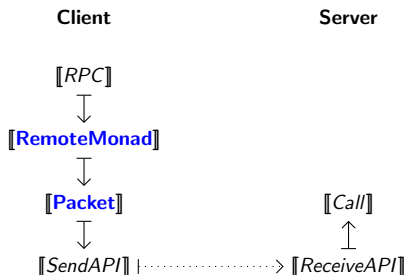 Client Server
⟦RPC⟧
⟦RemoteMonad⟧
⟦Packet⟧ ⟦Call⟧
⟦SendAPI⟧ ⟦ReceiveAPI⟧